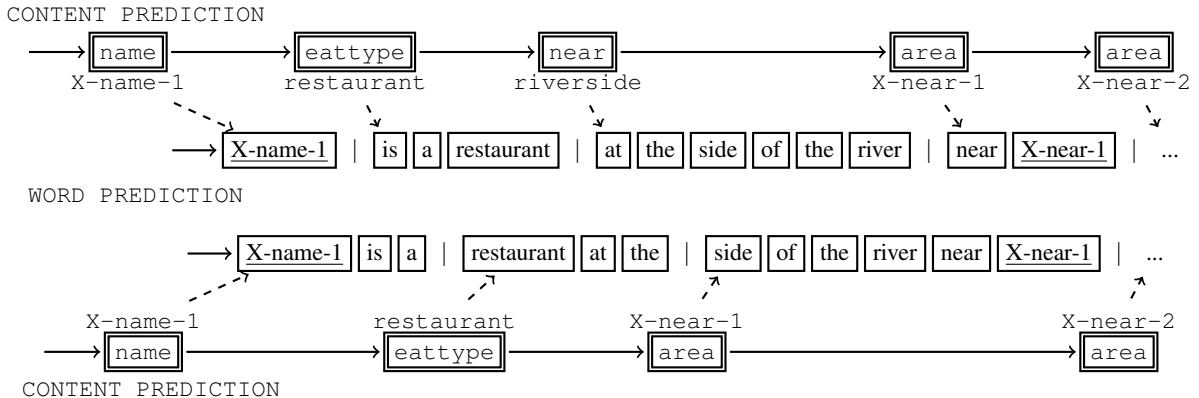 CONTENT PREDICTION
name eattype near area area
X-name-1 restaurant riverside X-near-1 X-near-2
X-name-1 | is a restaurant | at the side of the river | near X-near-1 | ...
WORD PREDICTION
X-name-1 is a | restaurant at the | side of the river near X-near-1 | ...
X-name-1 restaurant X-near-1 X-near-2
name eattype area area
CONTENT PREDICTION